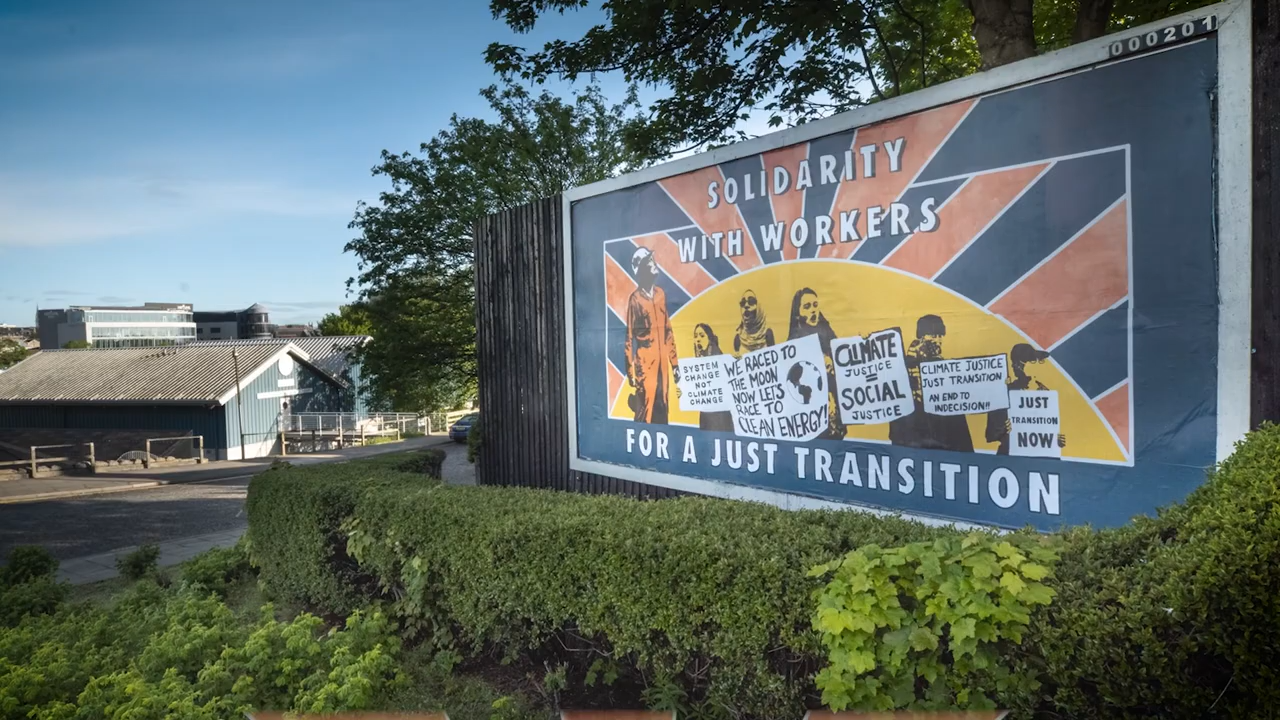 000201
SOLIDARITY
WITH WORKERS
SYSTEM
CHANGE
NOT
CLIMATE
CHANGE
WE RACED TO
THE MOON
NOW LETS
RACE TO
CLEAN ENERGY!
CLIMATE
JUSTICE
=
SOCIAL
JUSTICE
CLIMATE JUSTICE
JUST TRANSITION
AN END TO
INDECISION!!
JUST
TRANSITION
NOW
FOR A JUST TRANSITION